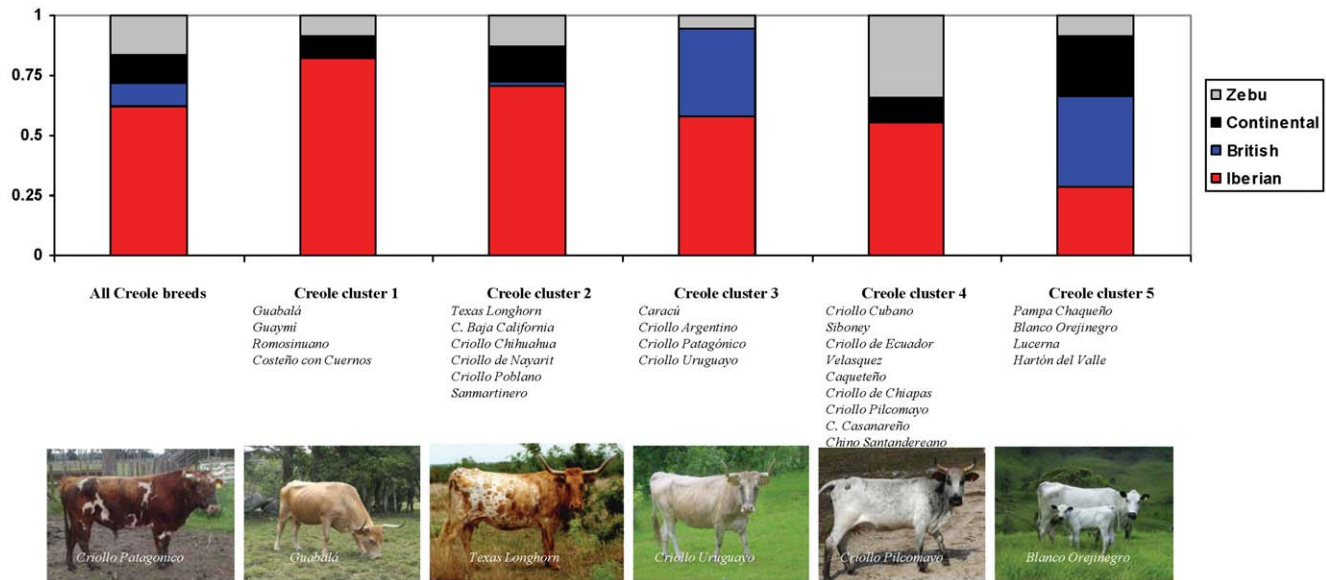 1
0.75
0.5
0.25
0
Zebu
Continental
British
Iberian
All Creole breeds
Creole cluster 1
Guabalá
Guaymí
Romosinuano
Costeño con Cuernos
Creole cluster 2
Texas Longhorn
C. Baja California
Criollo Chihuahua
Criollo de Nayarit
Criollo Poblano
Sanmartinero
Creole cluster 3
Caracú
Criollo Argentino
Criollo Patagónico
Criollo Uruguayo
Creole cluster 4
Criollo Cubano
Siboney
Criollo de Ecuador
Velasquez
Caqueteño
Criollo de Chiapas
Criollo Pilcomayo
C. Casanareño
Chino Santandereano
Creole cluster 5
Pampa Chaqueño
Blanco Orejinegro
Lucerna
Hartón del Valle
Criollo Patagonico
Guabalá
Texas Longhorn
Criollo Uruguayo
Criollo Pilcomayo
Blanco Orejinegro